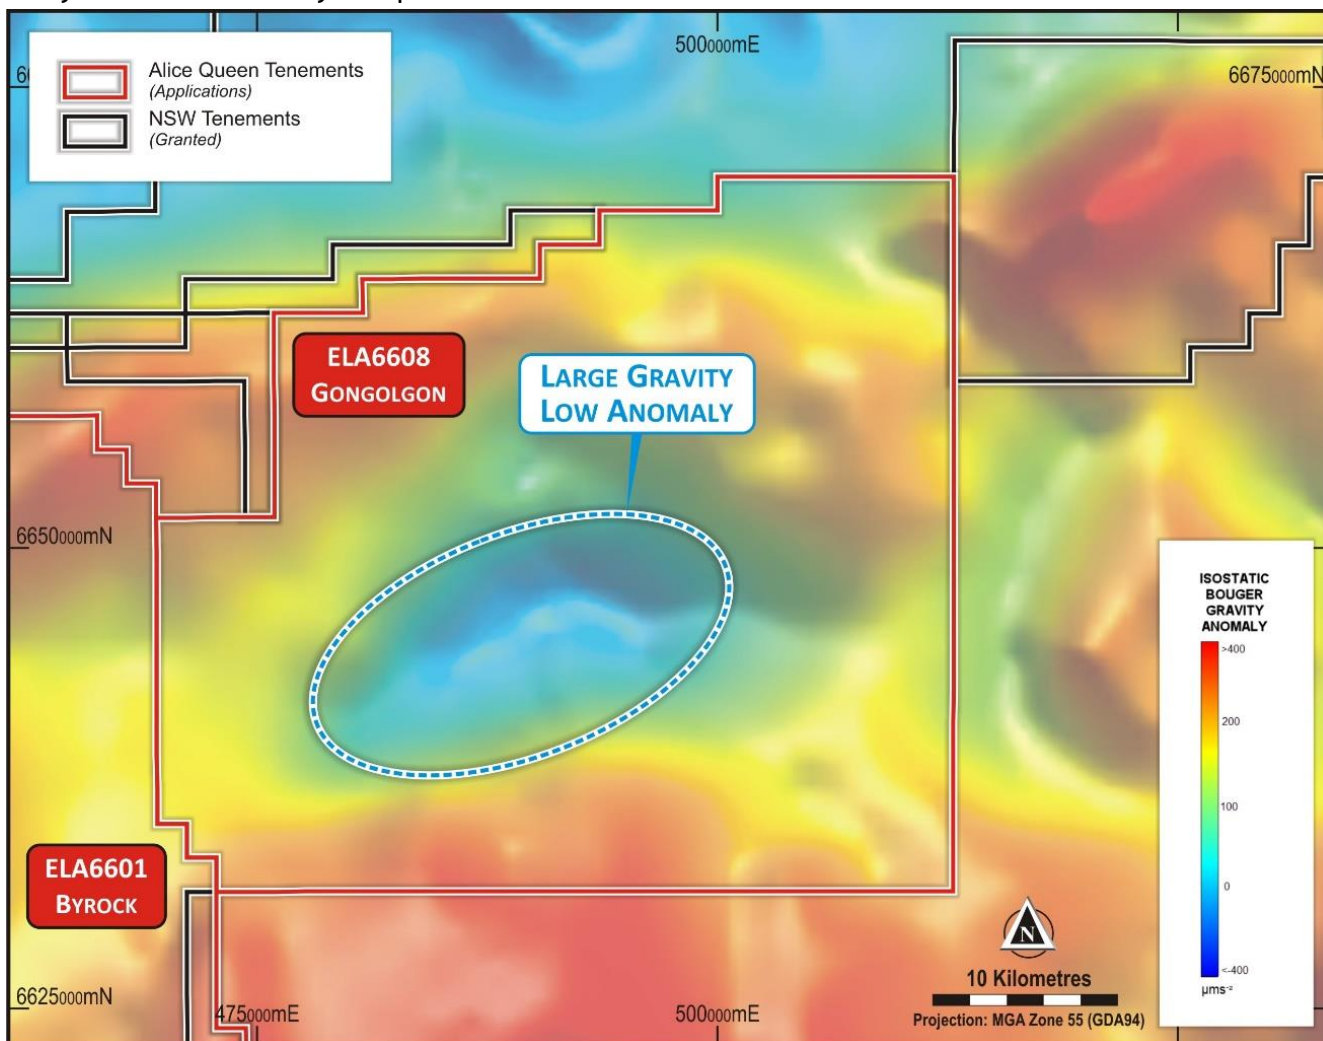 Alice Queen Tenements
(Applications)
NSW Tenements
(Granted)
500000mE
6675000mN
ELA6608
GONGOLGON
LARGE GRAVITY
LOW ANOMALY
6650000mN
ISOSTATIC
BOUGER
GRAVITY
ANOMALY
>400
200
100
0
<-400
µms⁻²
ELA6601
BYROCK
N
10 Kilometres
Projection: MGA Zone 55 (GDA94)
6625000mN
475000mE
500000mE